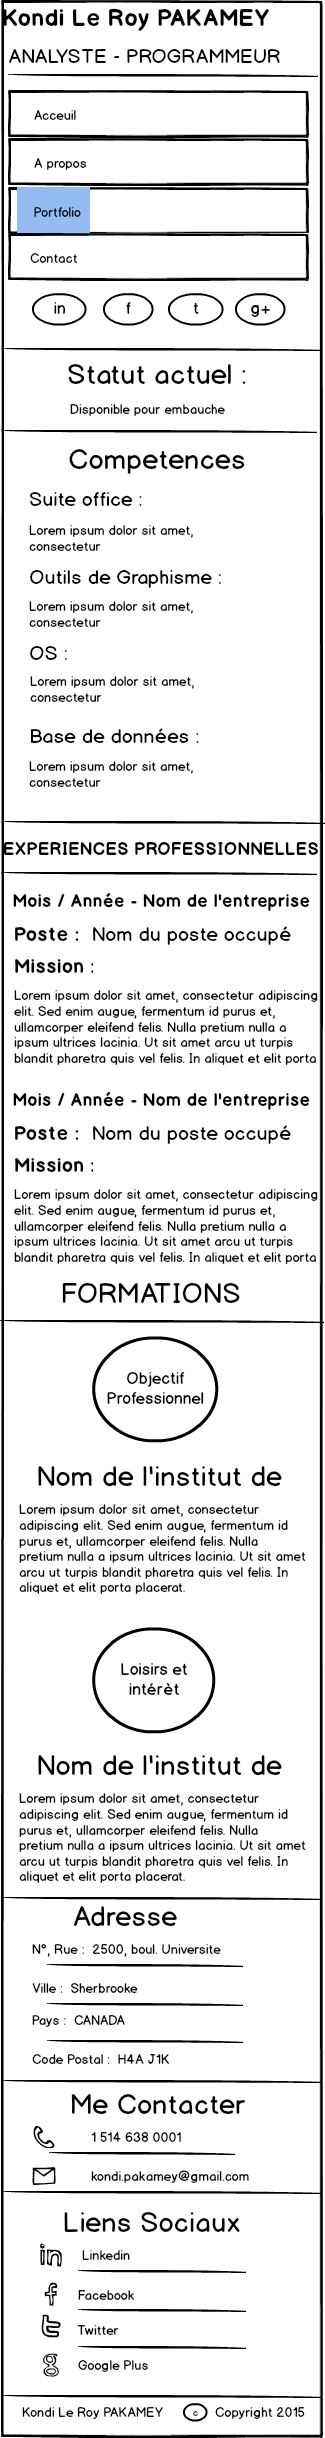 Kondi Le Roy PAKAMEY
ANALYSTE - PROGRAMMEUR
Acceuil
A propos
Portfolio
Contact
in f t g+
Statut actuel :
Disponible pour embauche
Competences
Suite office :
Lorem ipsum dolor sit amet,
consectetur
Outils de Graphisme :
Lorem ipsum dolor sit amet,
consectetur
OS :
Lorem ipsum dolor sit amet,
consectetur
Base de données :
Lorem ipsum dolor sit amet,
consectetur
EXPERIENCES PROFESSIONNELLES
Mois / Année - Nom de l'entreprise
Poste : Nom du poste occupé
Mission :
Lorem ipsum dolor sit amet, consectetur adipiscing
elit. Sed enim augue, fermentum id purus et,
ullamcorper eleifend felis. Nulla pretium nulla a
ipsum ultrices lacinia. Ut sit amet arcu ut turpis
blandit pharetra quis vel felis. In aliquet et elit porta
Mois / Année - Nom de l'entreprise
Poste : Nom du poste occupé
Mission :
Lorem ipsum dolor sit amet, consectetur adipiscing
elit. Sed enim augue, fermentum id purus et,
ullamcorper eleifend felis. Nulla pretium nulla a
ipsum ultrices lacinia. Ut sit amet arcu ut turpis
blandit pharetra quis vel felis. In aliquet et elit porta
FORMATIONS
Objectif
Professionnel
Nom de l'institut de
Lorem ipsum dolor sit amet, consectetur
adipiscing elit. Sed enim augue, fermentum id
purus et, ullamcorper eleifend felis. Nulla
pretium nulla a ipsum ultrices lacinia. Ut sit amet
arcu ut turpis blandit pharetra quis vel felis. In
aliquet et elit porta placerat.
Loisirs et
intérèt
Nom de l'institut de
Lorem ipsum dolor sit amet, consectetur
adipiscing elit. Sed enim augue, fermentum id
purus et, ullamcorper eleifend felis. Nulla
pretium nulla a ipsum ultrices lacinia. Ut sit amet
arcu ut turpis blandit pharetra quis vel felis. In
aliquet et elit porta placerat.
Adresse
N°, Rue : 2500, boul. Universite
Ville : Sherbrooke
Pays : CANADA
Code Postal : H4A J1K
Me Contacter
1 514 638 0001
kondi.pakamey@gmail.com
Liens Sociaux
in Linkedin
f Facebook
t Twitter
g Google Plus
Kondi Le Roy PAKAMEY c Copyright 2015